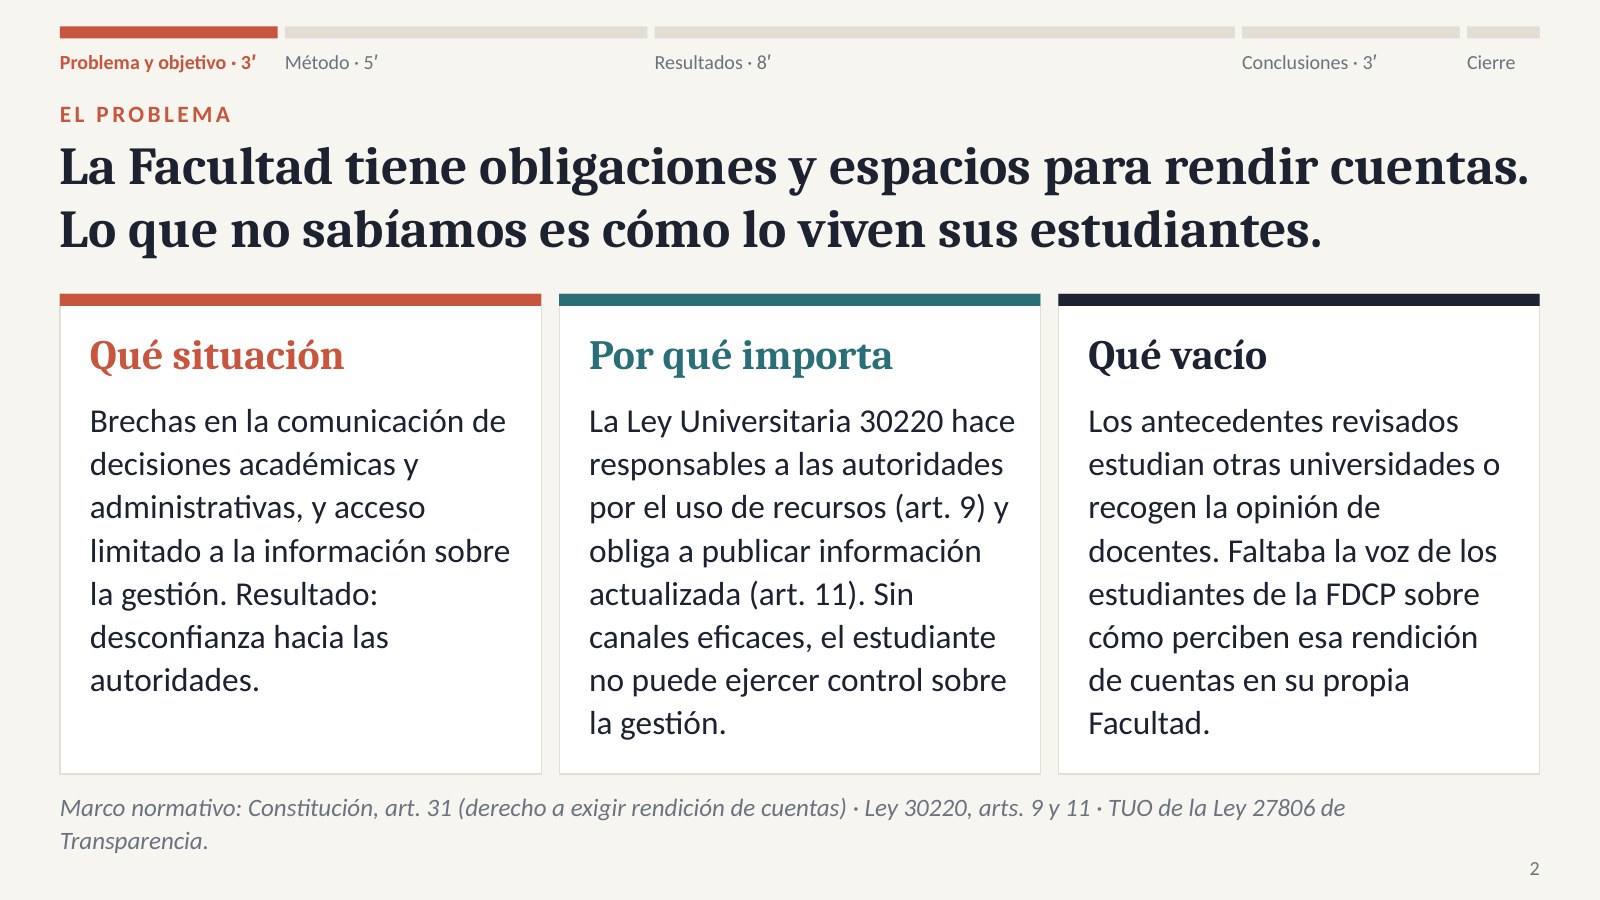 Problema y objetivo · 3′ Método · 5′ Resultados · 8′ Conclusiones · 3′ Cierre
EL PROBLEMA
La Facultad tiene obligaciones y espacios para rendir cuentas.
Lo que no sabíamos es cómo lo viven sus estudiantes.
Qué situación
Brechas en la comunicación de
decisiones académicas y
administrativas, y acceso
limitado a la información sobre
la gestión. Resultado:
desconfianza hacia las
autoridades.
Por qué importa
La Ley Universitaria 30220 hace
responsables a las autoridades
por el uso de recursos (art. 9) y
obliga a publicar información
actualizada (art. 11). Sin
canales eficaces, el estudiante
no puede ejercer control sobre
la gestión.
Qué vacío
Los antecedentes revisados
estudian otras universidades o
recogen la opinión de
docentes. Faltaba la voz de los
estudiantes de la FDCP sobre
cómo perciben esa rendición
de cuentas en su propia
Facultad.
Marco normativo: Constitución, art. 31 (derecho a exigir rendición de cuentas) · Ley 30220, arts. 9 y 11 · TUO de la Ley 27806 de
Transparencia.
2